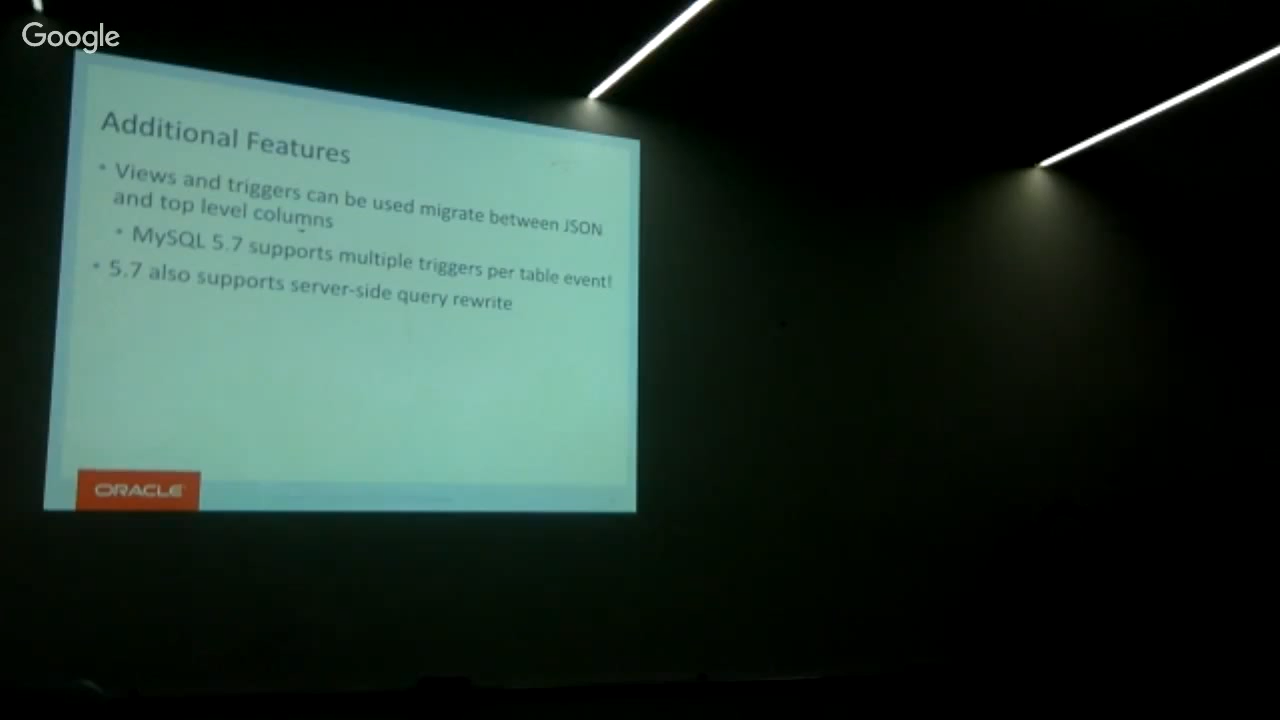 Google
Additional Features
• Views and triggers can be used migrate between JSON
and top level columns
• MySQL 5.7 supports multiple triggers per table event!
• 5.7 also supports server-side query rewrite
ORACLE